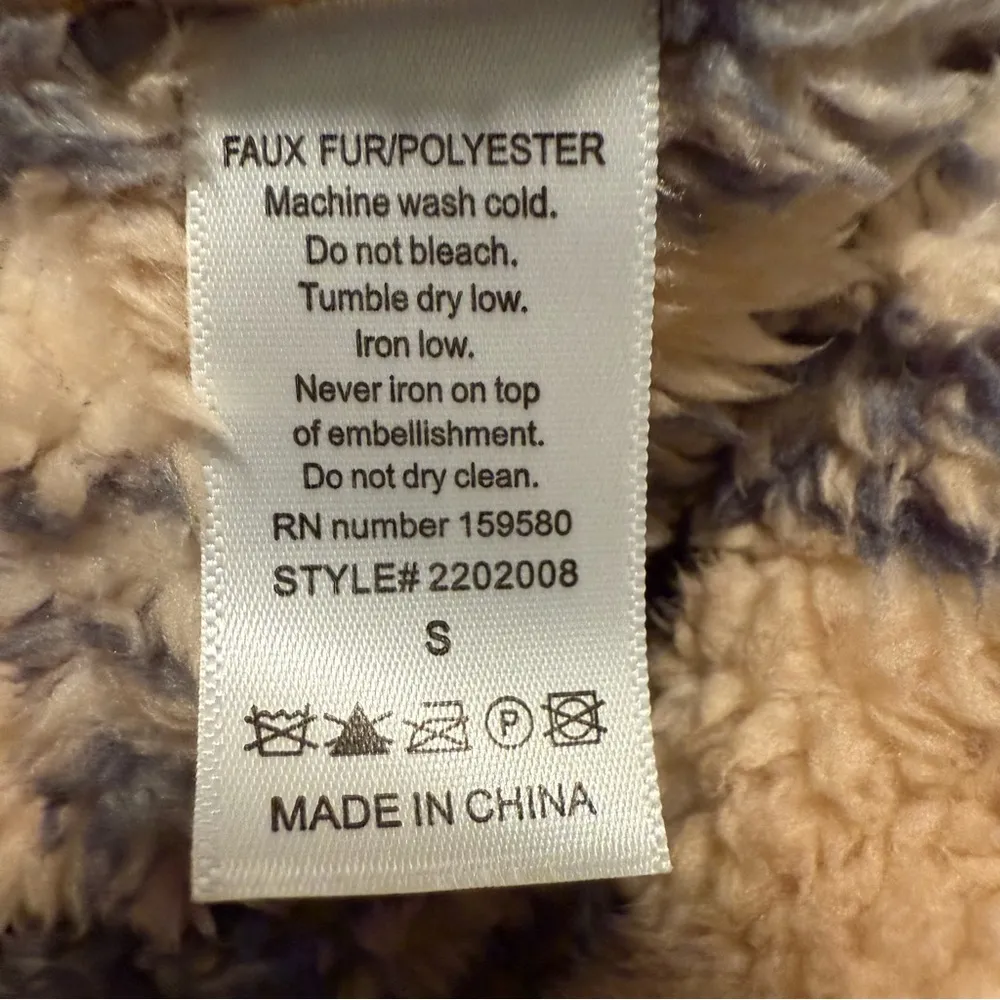 FAUX FUR/POLYESTER
Machine wash cold.
Do not bleach.
Tumble dry low.
Iron low.
Never iron on top
of embellishment.
Do not dry clean.
RN number 159580
STYLE# 2202008
S
P
MADE IN CHINA